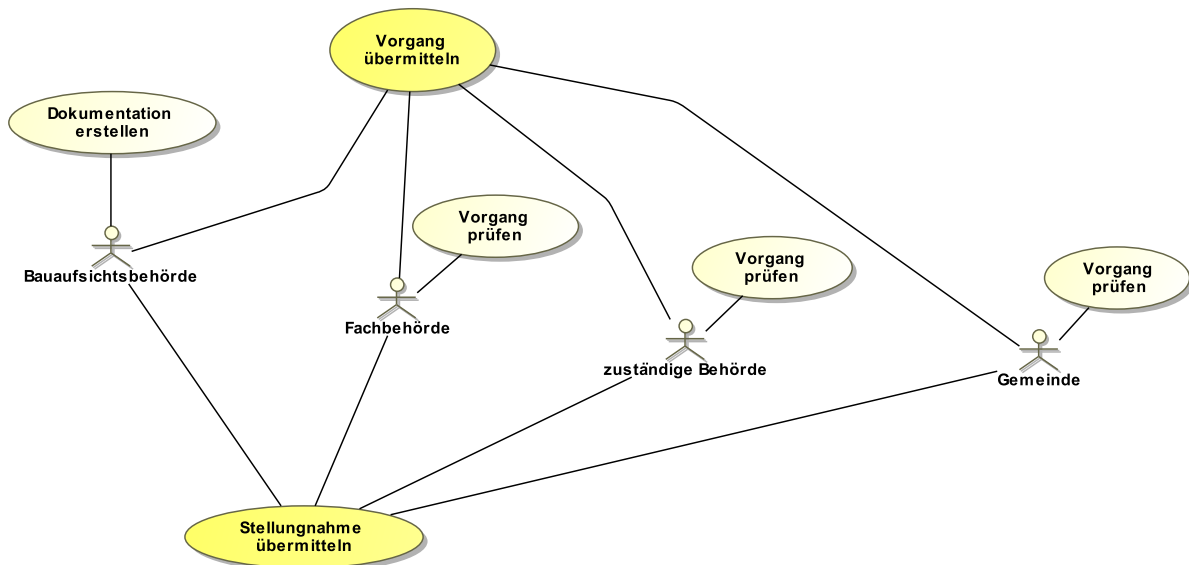 Vorgang
übermitteln
Dokumentation
erstellen
Vorgang
prüfen
Vorgang
prüfen
Vorgang
prüfen
Bauaufsichtsbehörde
Fachbehörde
zuständige Behörde
Gemeinde
Stellungnahme
übermitteln